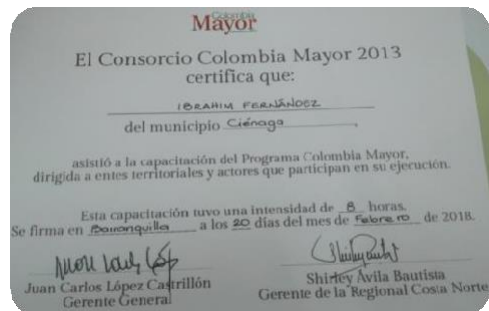 Colombia
Mayor
El Consorcio Colombia Mayor 2013
certifica que:
IBRAHIM FERNÁNDEZ
del municipio Ciénaga
asistió a la capacitación del Programa Colombia Mayor,
dirigida a entes territoriales y actores que participan en su ejecución.
Esta capacitación tuvo una intensidad de 8 horas.
Se firma en Barranquilla a los 20 días del mes de Febrero de 2018.
Juan Carlos López Castrillón
Gerente General
Shirley Ávila Bautista
Gerente de la Regional Costa Norte